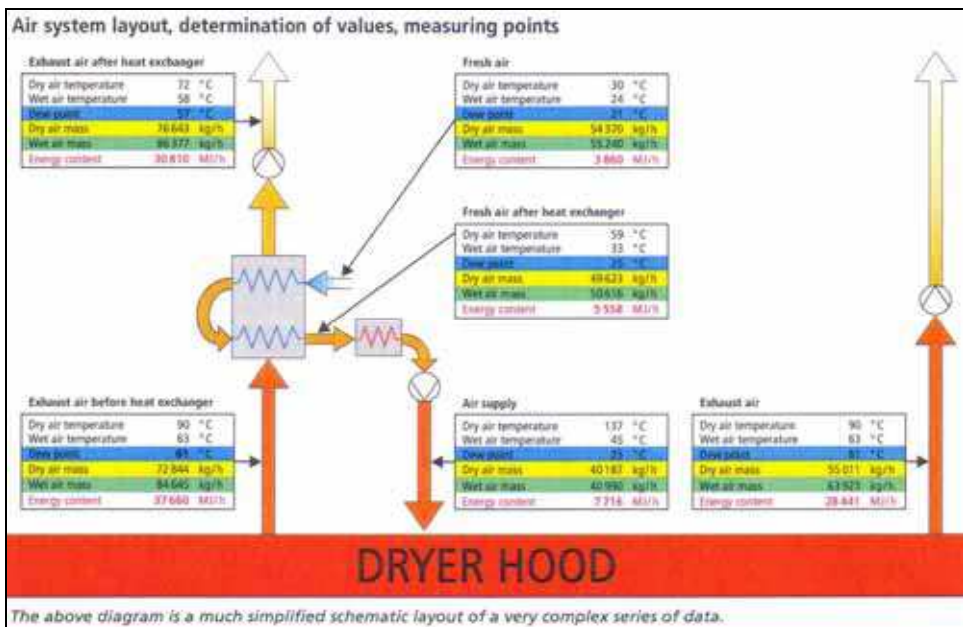 Air system layout, determination of values, measuring points
Exhaust air after heat exchanger
Dry air temperature 72 °C
Wet air temperature 58 °C
Dew point 57 °C
Dry air mass 76 643 kg/h
Wet air mass 86 377 kg/h
Energy content 30 810 MJ/h
Fresh air
Dry air temperature 30 °C
Wet air temperature 24 °C
Dew point 21 °C
Dry air mass 54 370 kg/h
Wet air mass 55 240 kg/h
Energy content 3 860 MJ/h
Fresh air after heat exchanger
Dry air temperature 59 °C
Wet air temperature 33 °C
Dew point 25 °C
Dry air mass 49 623 kg/h
Wet air mass 50 616 kg/h
Energy content 5 558 MJ/h
Exhaust air before heat exchanger
Dry air temperature 90 °C
Wet air temperature 63 °C
Dew point 61 °C
Dry air mass 72 844 kg/h
Wet air mass 84 645 kg/h
Energy content 37 660 MJ/h
Air supply
Dry air temperature 137 °C
Wet air temperature 45 °C
Dew point 25 °C
Dry air mass 40 187 kg/h
Wet air mass 40 990 kg/h
Energy content 7 716 MJ/h
Exhaust air
Dry air temperature 90 °C
Wet air temperature 63 °C
Dew point 61 °C
Dry air mass 55 011 kg/h
Wet air mass 63 923 kg/h
Energy content 28 441 MJ/h
DRYER HOOD
The above diagram is a much simplified schematic layout of a very complex series of data.